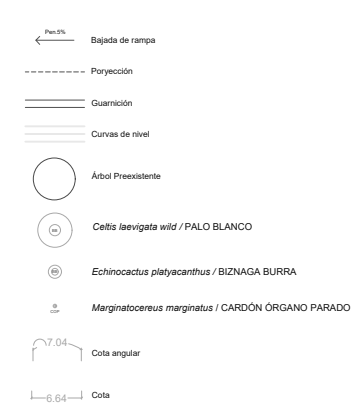 Pen.5%
Bajada de rampa
Poryección
Guarnición
Curvas de nivel
Árbol Preexistente
Celtis laevigata wild / PALO BLANCO
Echinocactus platyacanthus / BIZNAGA BURRA
COP
Marginatocereus marginatus / CARDÓN ÓRGANO PARADO
7.04
Cota angular
6.64
Cota